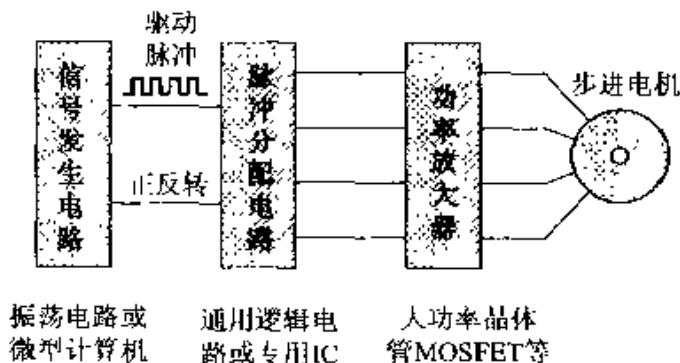 驱动
脉冲
信号发生电路
脉冲分配电路
功率放大器
步进电机
正反转
振荡电路或
微型计算机
通用逻辑电
路或专用IC
大功率晶体
管MOSFET等